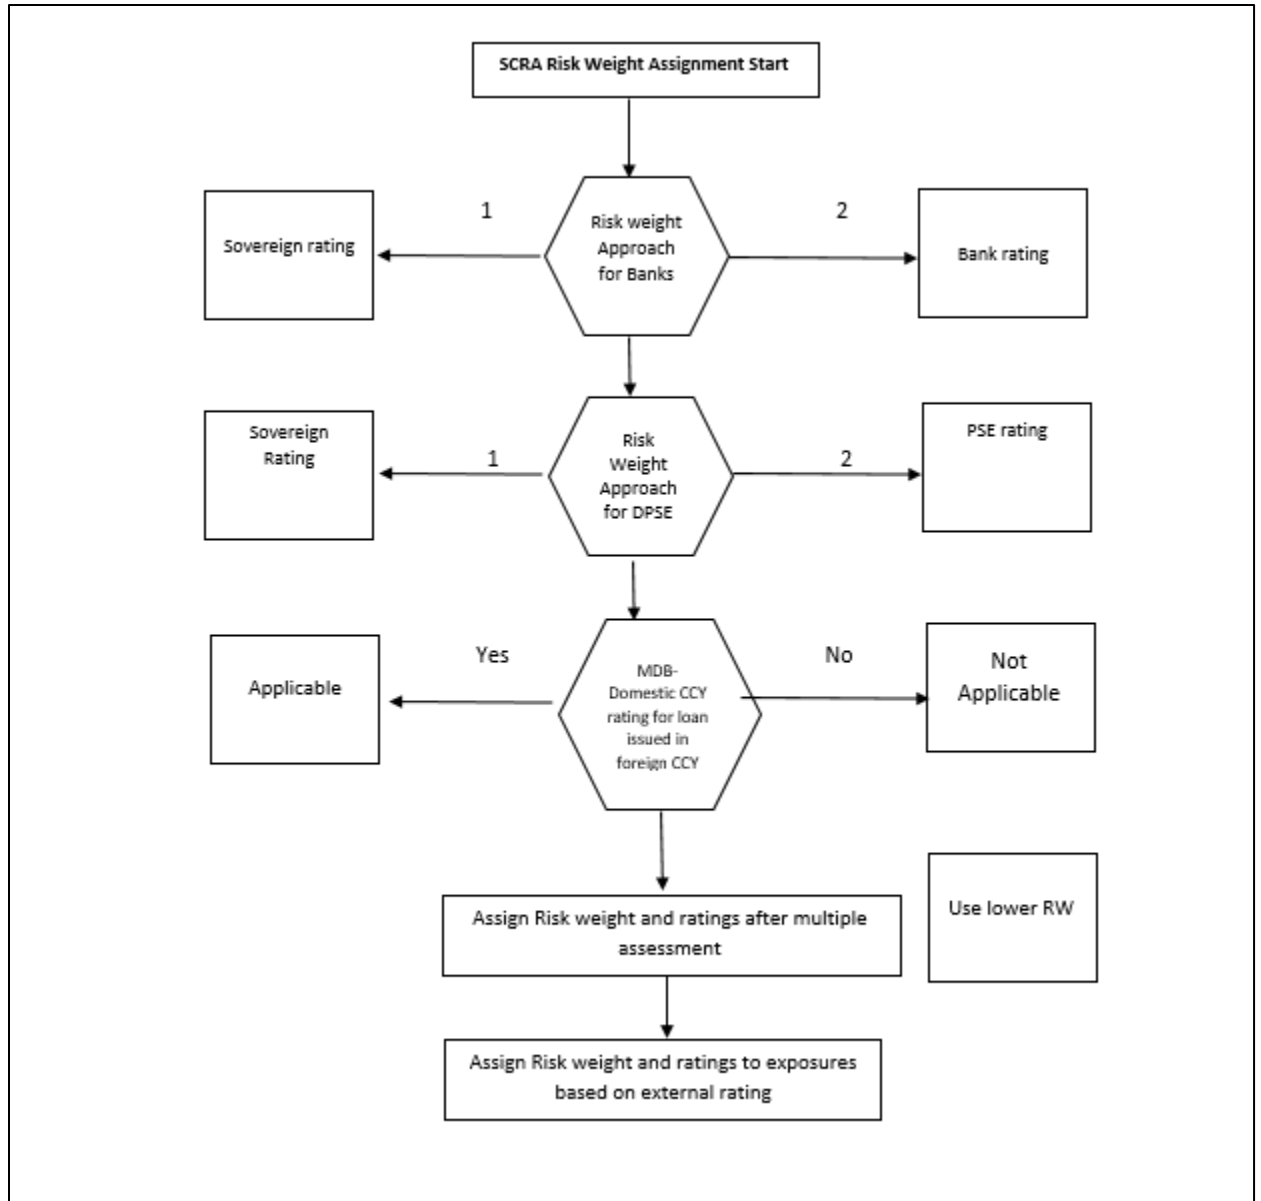 SCRA Risk Weight Assignment Start
1
2
Risk weight
Approach
for Banks
Sovereign rating
Bank rating
Sovereign
Rating
1
Risk
Weight
Approach
for DPSE
2
PSE rating
Yes
No
Applicable
MDB-
Domestic CCY
rating for loan
issued in
foreign CCY
Not
Applicable
Use lower RW
Assign Risk weight and ratings after multiple
assessment
Assign Risk weight and ratings to exposures
based on external rating